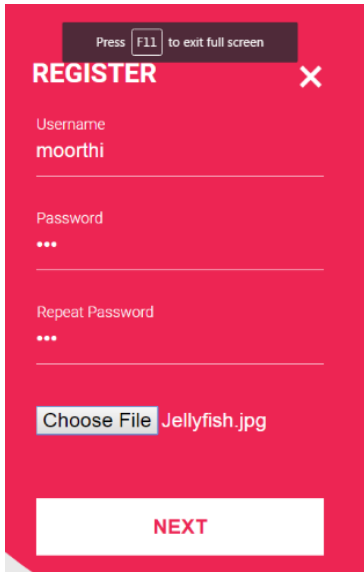 Press F11 to exit full screen
REGISTER ×
Username
moorthi
Password
•••
Repeat Password
•••
Choose File Jellyfish.jpg
NEXT